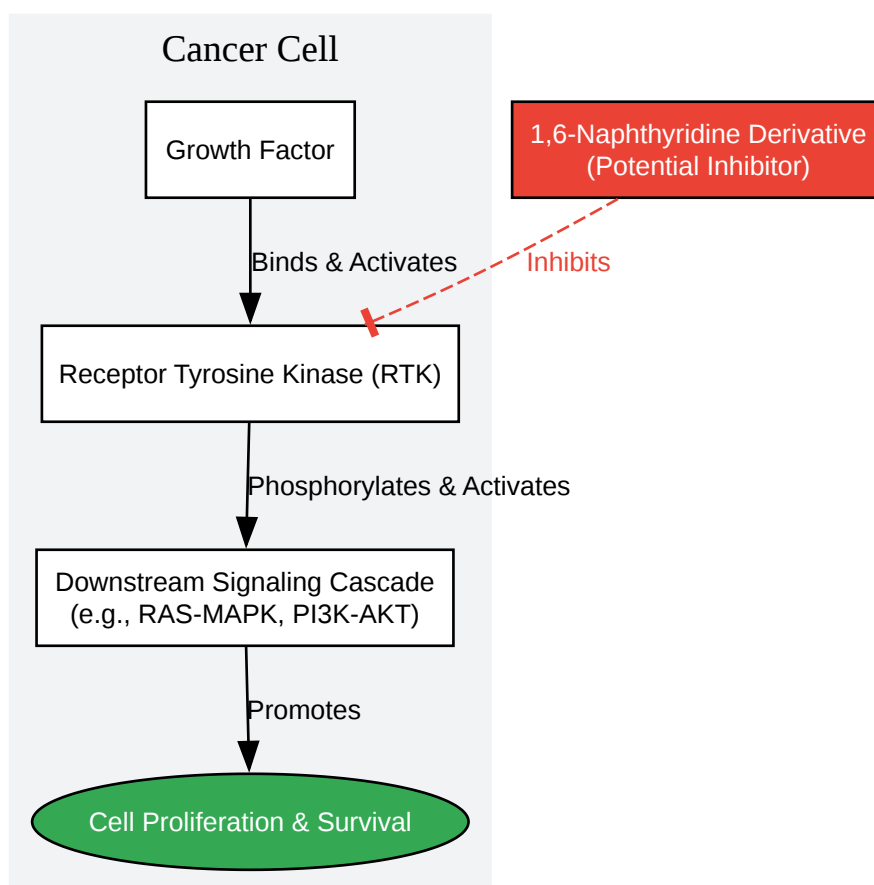 Cancer Cell
Growth Factor
1,6-Naphthyridine Derivative
(Potential Inhibitor)
Binds & Activates
Inhibits
Receptor Tyrosine Kinase (RTK)
Phosphorylates & Activates
Downstream Signaling Cascade
(e.g., RAS-MAPK, PI3K-AKT)
Promotes
Cell Proliferation & Survival